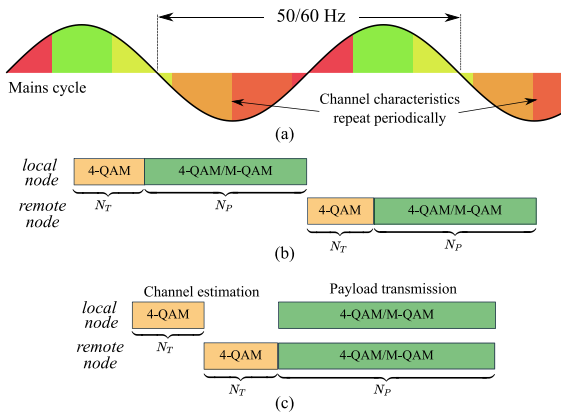 50/60 Hz
Mains cycle
Channel characteristics
repeat periodically
(a)
local
node
4-QAM 4-QAM/M-QAM
N_T N_P
remote
node
4-QAM 4-QAM/M-QAM
N_T N_P
(b)
Channel estimation Payload transmission
local
node
4-QAM 4-QAM/M-QAM
N_T
remote
node
4-QAM 4-QAM/M-QAM
N_T N_P
(c)